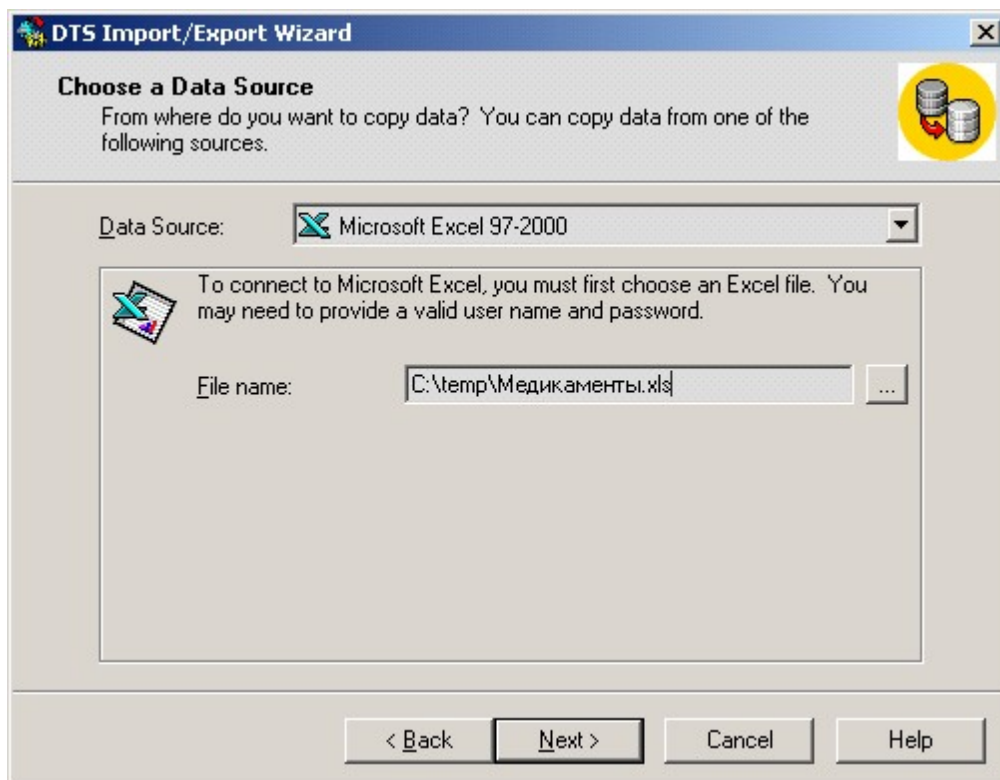 DTS Import/Export Wizard
Choose a Data Source
From where do you want to copy data? You can copy data from one of the
following sources.
Data Source:
Microsoft Excel 97-2000
To connect to Microsoft Excel, you must first choose an Excel file. You
may need to provide a valid user name and password.
File name:
C:\temp\Медикаменты.xls
...
< Back
Next >
Cancel
Help